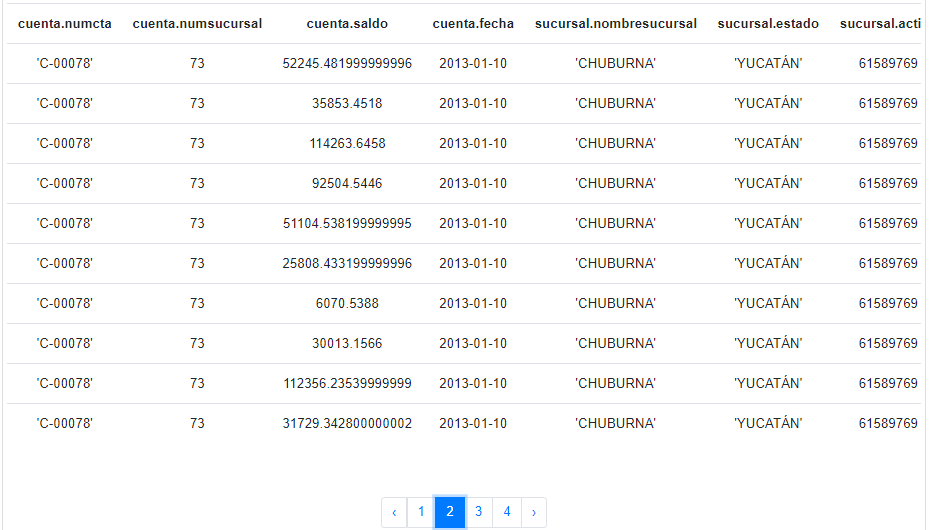 cuenta.numcta cuenta.numsucursal cuenta.saldo cuenta.fecha sucursal.nombresucursal sucursal.estado sucursal.acti
'C-00078' 73 52245.481999999996 2013-01-10 'CHUBURNA' 'YUCATÁN' 61589769
'C-00078' 73 35853.4518 2013-01-10 'CHUBURNA' 'YUCATÁN' 61589769
'C-00078' 73 114263.6458 2013-01-10 'CHUBURNA' 'YUCATÁN' 61589769
'C-00078' 73 92504.5446 2013-01-10 'CHUBURNA' 'YUCATÁN' 61589769
'C-00078' 73 51104.538199999995 2013-01-10 'CHUBURNA' 'YUCATÁN' 61589769
'C-00078' 73 25808.433199999996 2013-01-10 'CHUBURNA' 'YUCATÁN' 61589769
'C-00078' 73 6070.5388 2013-01-10 'CHUBURNA' 'YUCATÁN' 61589769
'C-00078' 73 30013.1566 2013-01-10 'CHUBURNA' 'YUCATÁN' 61589769
'C-00078' 73 112356.23539999999 2013-01-10 'CHUBURNA' 'YUCATÁN' 61589769
'C-00078' 73 31729.342800000002 2013-01-10 'CHUBURNA' 'YUCATÁN' 61589769
‹ 1 2 3 4 ›